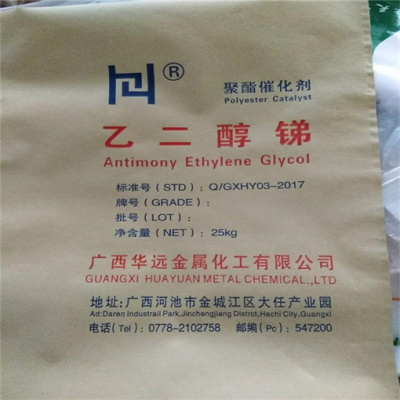 ®
聚酯催化剂
Polyester Catalyst
乙二醇锑
Antimony Ethylene Glycol
标准号(STD):Q/GXHY03-2017
牌号(GRADE):
批号(LOT):
净含量(NET):25kg
广西华远金属化工有限公司
GUANGXI HUAYUAN METAL CHEMICAL.,LTD
地址:广西河池市金城江区大任产业园
Ad:Daren Industrail Park,Jinchengjiang Distrct,Hechi City,Guangxi
电话(Tel):0778-2102758 邮编(Pc):547200